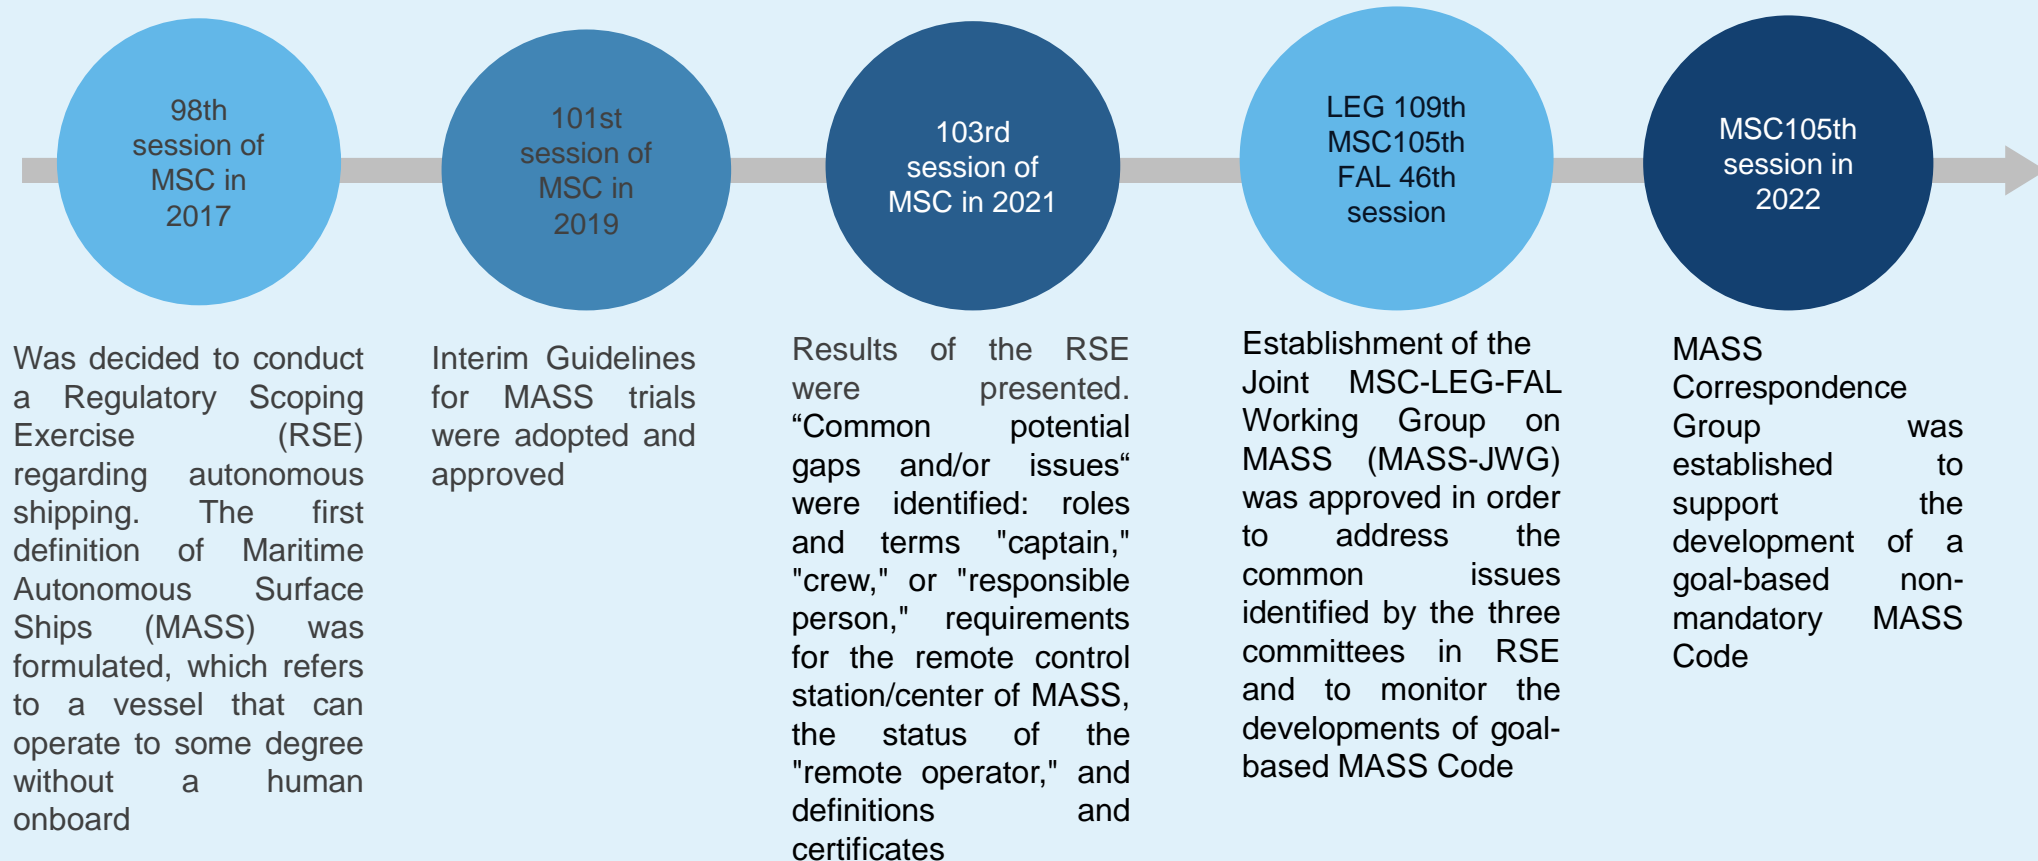 98th
session of
MSC in
2017
101st
session of
MSC in
2019
103rd
session of
MSC in 2021
LEG 109th
MSC105th
FAL 46th
session
MSC105th
session in
2022
Was decided to conduct
a Regulatory Scoping
Exercise (RSE)
regarding autonomous
shipping. The first
definition of Maritime
Autonomous Surface
Ships (MASS) was
formulated, which refers
to a vessel that can
operate to some degree
without a human
onboard
Interim Guidelines
for MASS trials
were adopted and
approved
Results of the RSE
were presented.
“Common potential
gaps and/or issues“
were identified: roles
and terms "captain,"
"crew," or "responsible
person," requirements
for the remote control
station/center of MASS,
the status of the
"remote operator," and
definitions and
certificates
Establishment of the
Joint MSC-LEG-FAL
Working Group on
MASS (MASS-JWG)
was approved in order
to address the
common issues
identified by the three
committees in RSE
and to monitor the
developments of goal-
based MASS Code
MASS
Correspondence
Group was
established to
support the
development of a
goal-based non-
mandatory MASS
Code